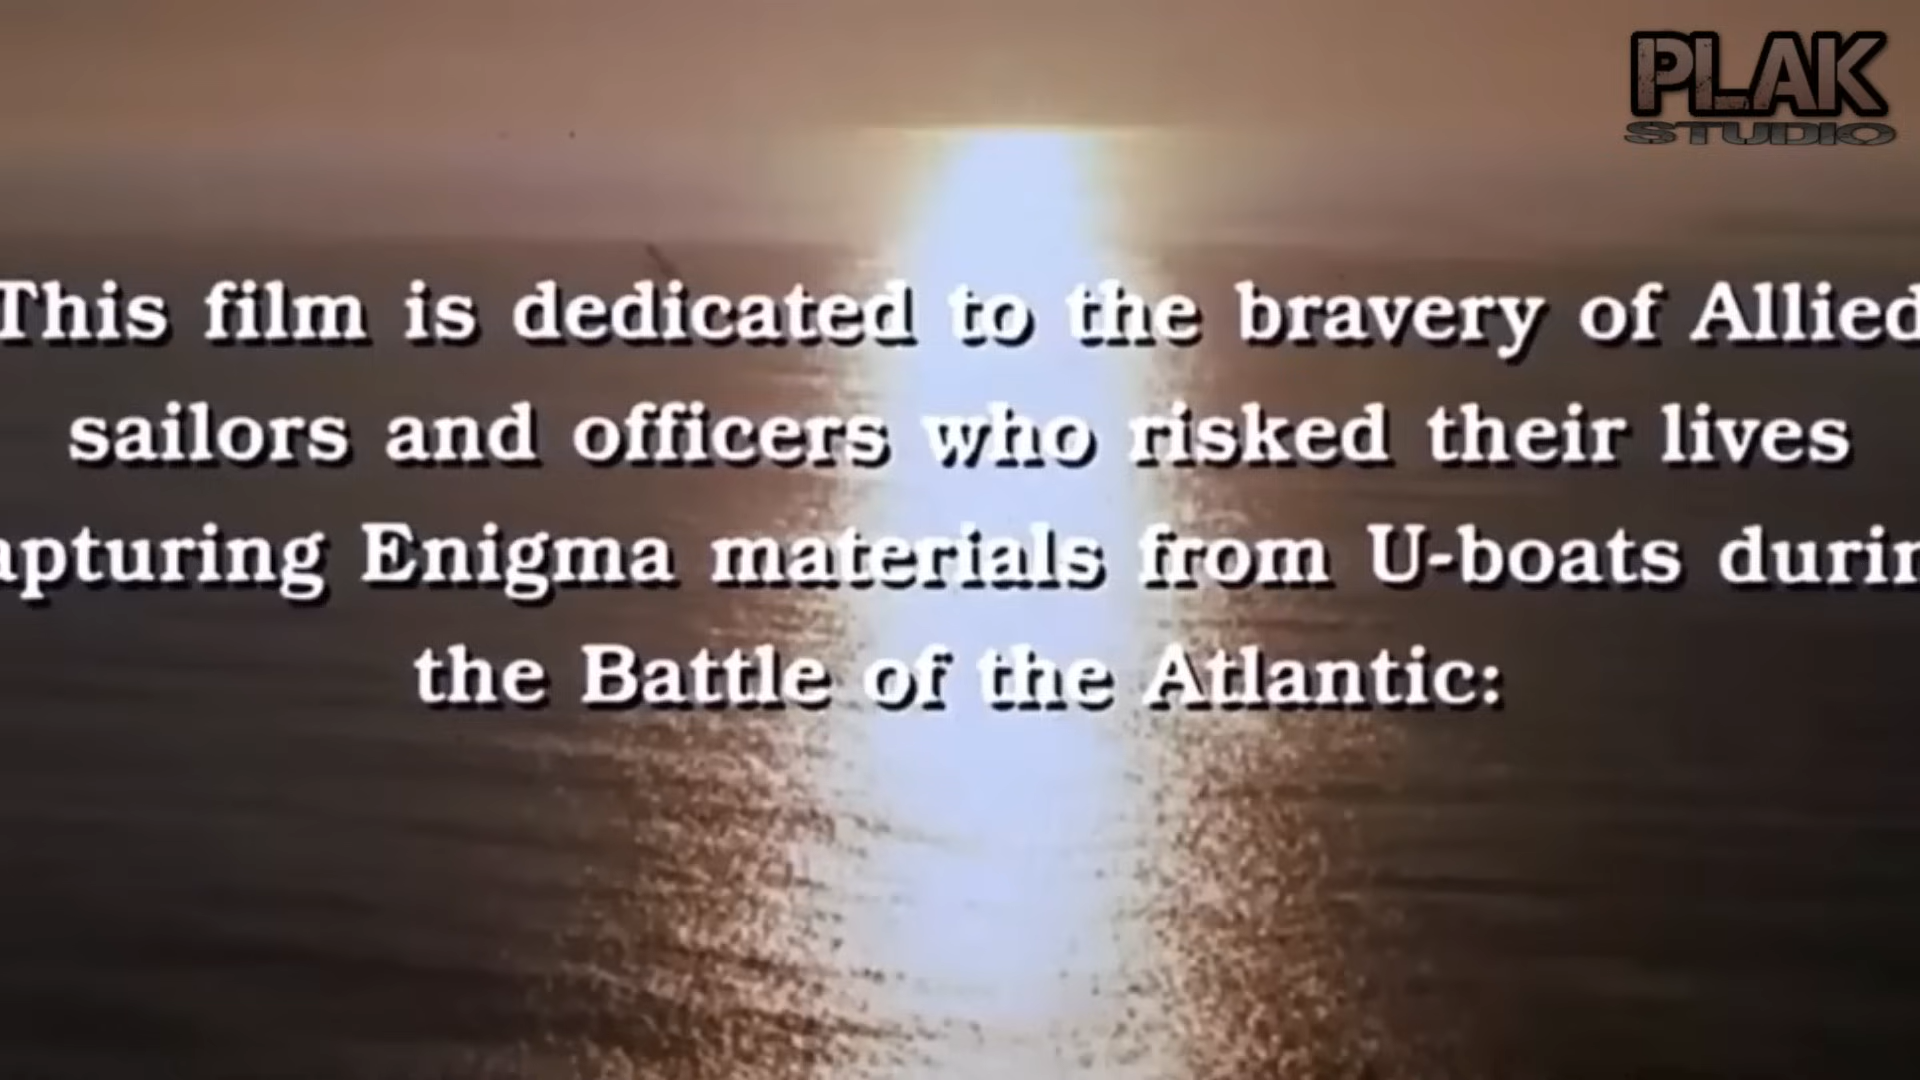 PLAK
STUDIO
This film is dedicated to the bravery of Allied
sailors and officers who risked their lives
apturing Enigma materials from U-boats durin
the Battle of the Atlantic: